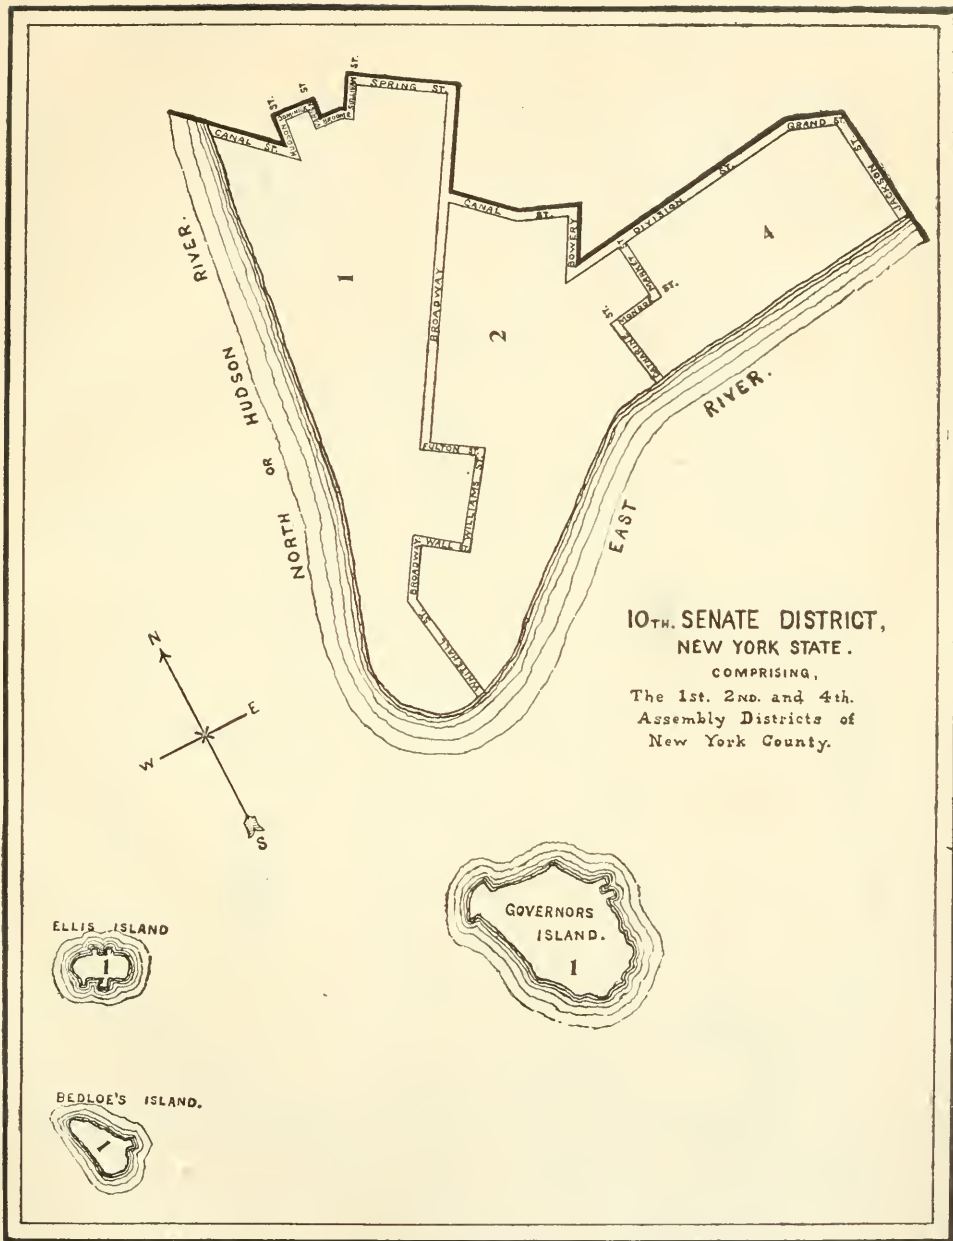 ST.
SPRING ST.
ST.
ST.
DOMINICK
BROOME
SULLIVAN
HUDSON
CANAL ST.
GRAND ST.
JACKSON ST.
DIVISION ST.
CANAL ST.
BOWERY
4
MARKET ST.
MONROE ST.
CATHARINE ST.
1
BROADWAY
2
NORTH OR HUDSON RIVER.
EAST RIVER.
FULTON ST.
WILLIAMS ST.
WALL ST
BROADWAY
WHITEHALL ST.
10TH. SENATE DISTRICT,
NEW YORK STATE.
COMPRISING,
The 1st. 2ND. and 4th.
Assembly Districts of
New York County.
N
E
W
S
GOVERNORS
ISLAND.
1
ELLIS ISLAND
1
BEDLOE'S ISLAND.
1